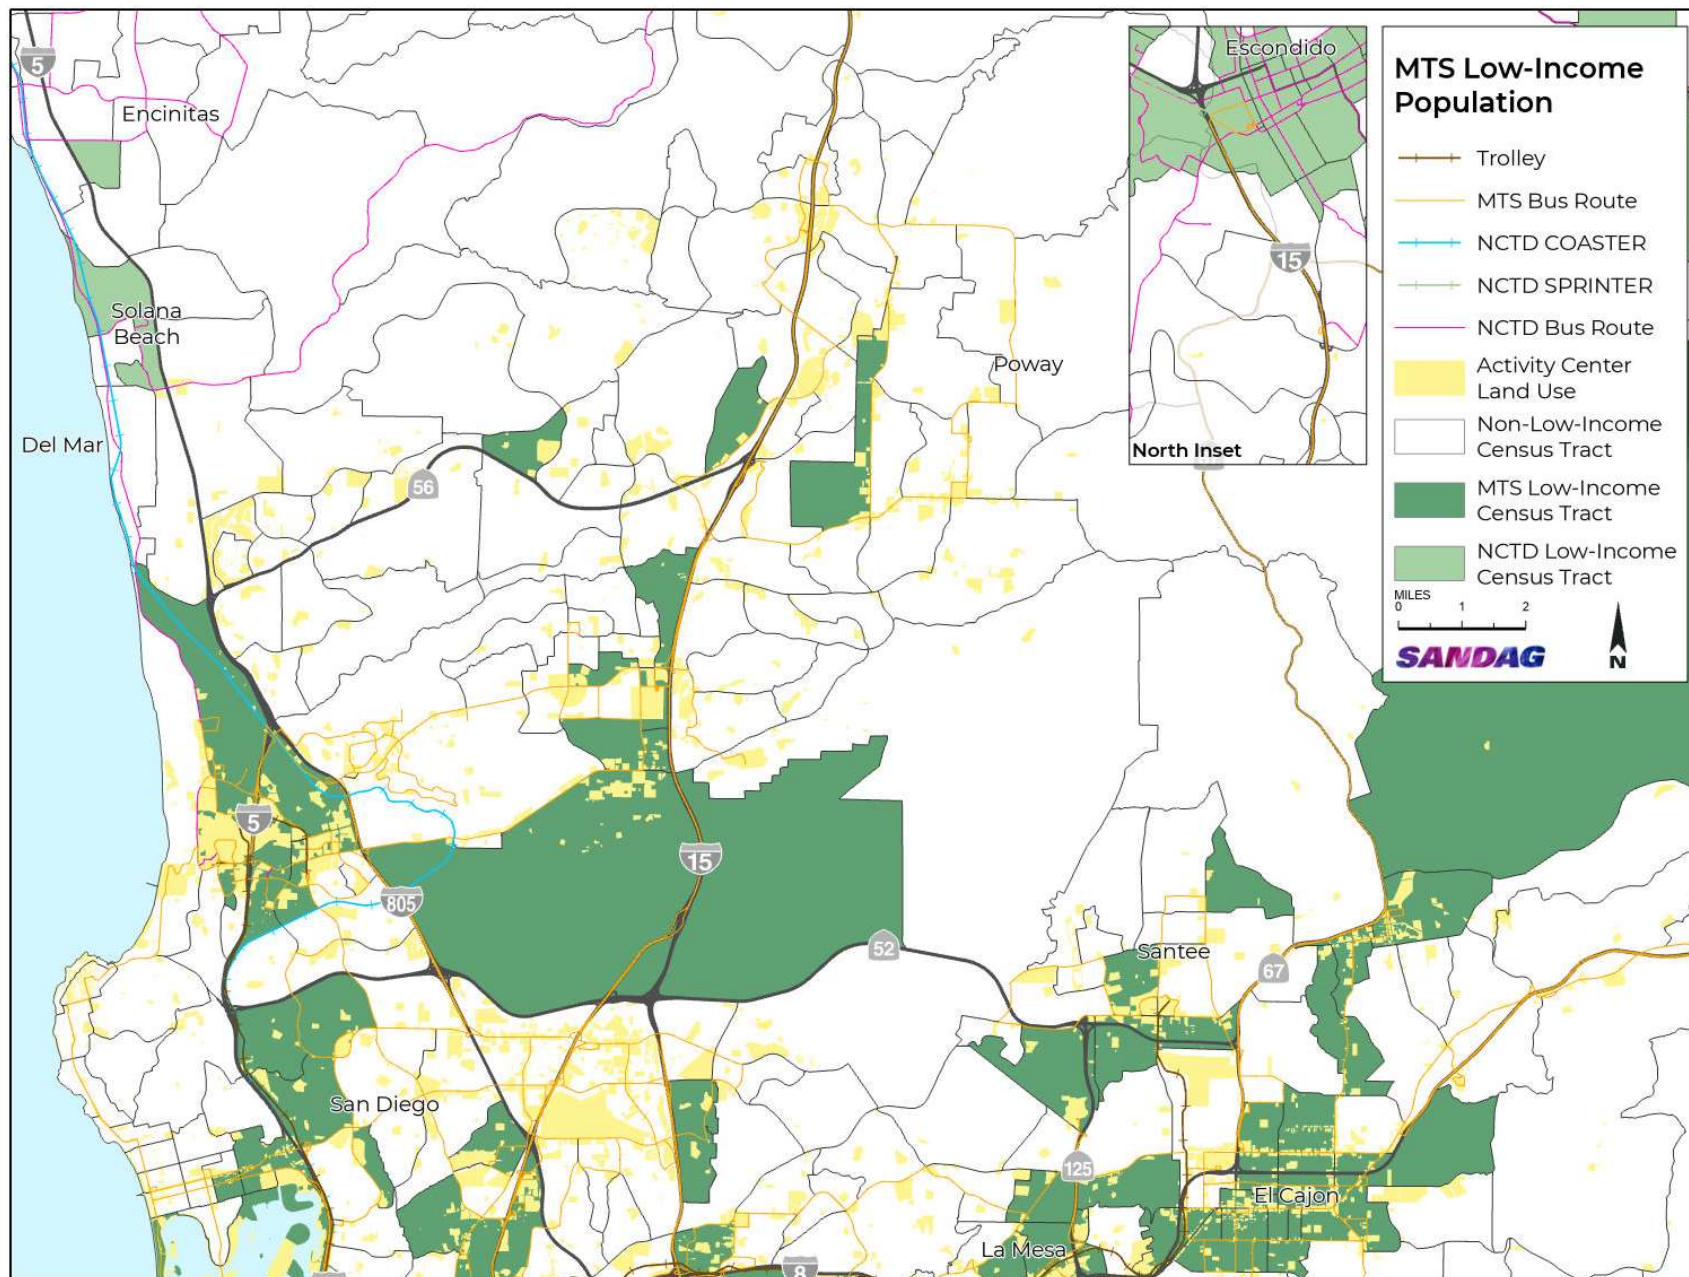 5
Encinitas
Solana
Beach
Del Mar
56
Poway
15
5
805
52
Santee
67
San Diego
125
El Cajon
La Mesa
8
Escondido
15
North Inset
MTS Low-Income
Population
Trolley
MTS Bus Route
NCTD COASTER
NCTD SPRINTER
NCTD Bus Route
Activity Center
Land Use
Non-Low-Income
Census Tract
MTS Low-Income
Census Tract
NCTD Low-Income
Census Tract
MILES
0 1 2
SANDAG
N